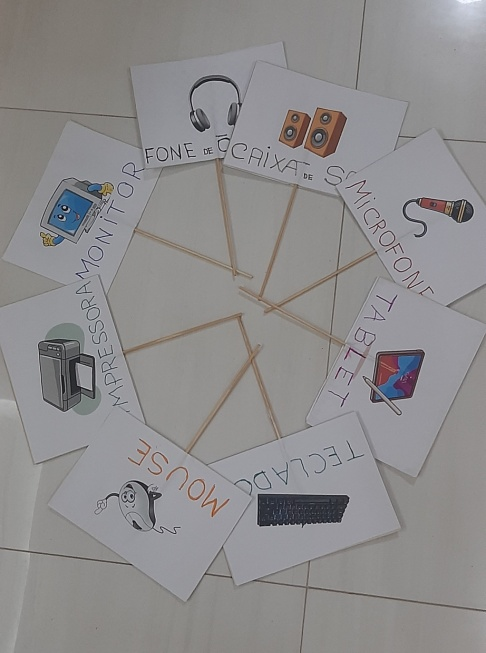 FONE DE
CAIXA DE S
MICROFONE
TABLET
TECLADO
MOUSE
IMPRESSORA
MONITOR